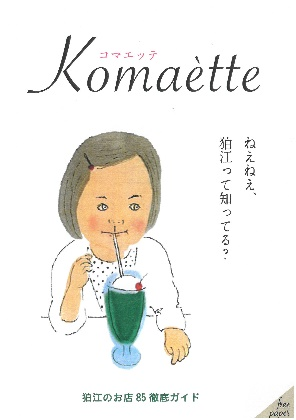 コマエッテ
Komaètte
ねえねえ、
狛江って知ってる？
狛江のお店85徹底ガイド
free
paper